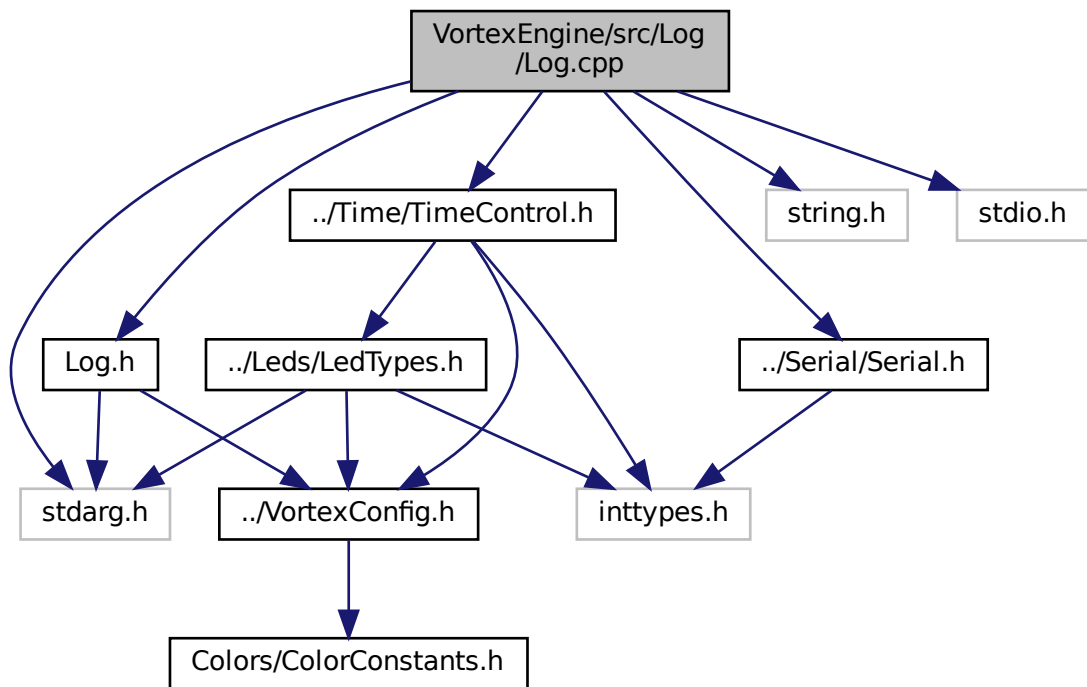 VortexEngine/src/Log
/Log.cpp
../Time/TimeControl.h
string.h
stdio.h
Log.h
../Leds/LedTypes.h
../Serial/Serial.h
stdarg.h
../VortexConfig.h
inttypes.h
Colors/ColorConstants.h